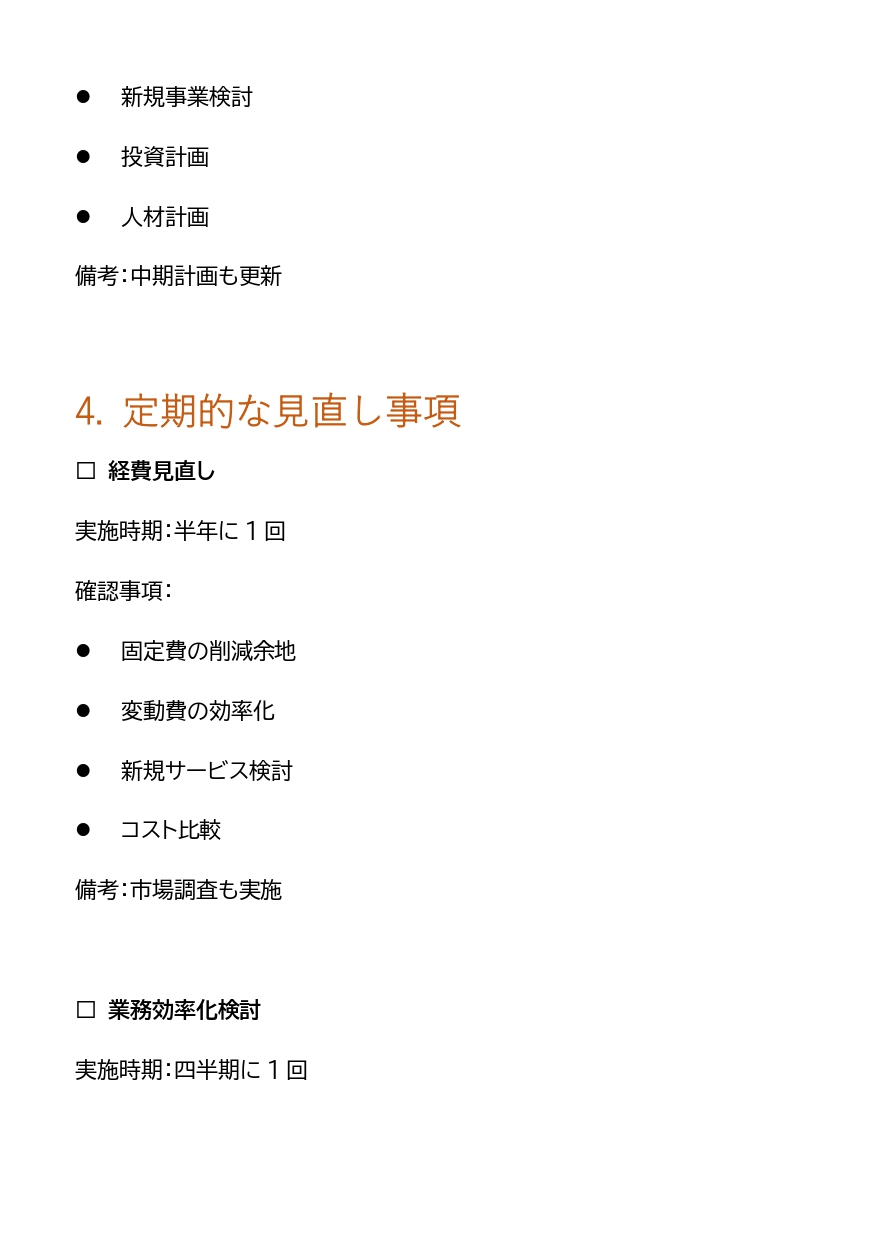 ● 新規事業検討
● 投資計画
● 人材計画
備考：中期計画も更新
4. 定期的な見直し事項
□ 経費見直し
実施時期：半年に 1 回
確認事項：
● 固定費の削減余地
● 変動費の効率化
● 新規サービス検討
● コスト比較
備考：市場調査も実施
□ 業務効率化検討
実施時期：四半期に 1 回